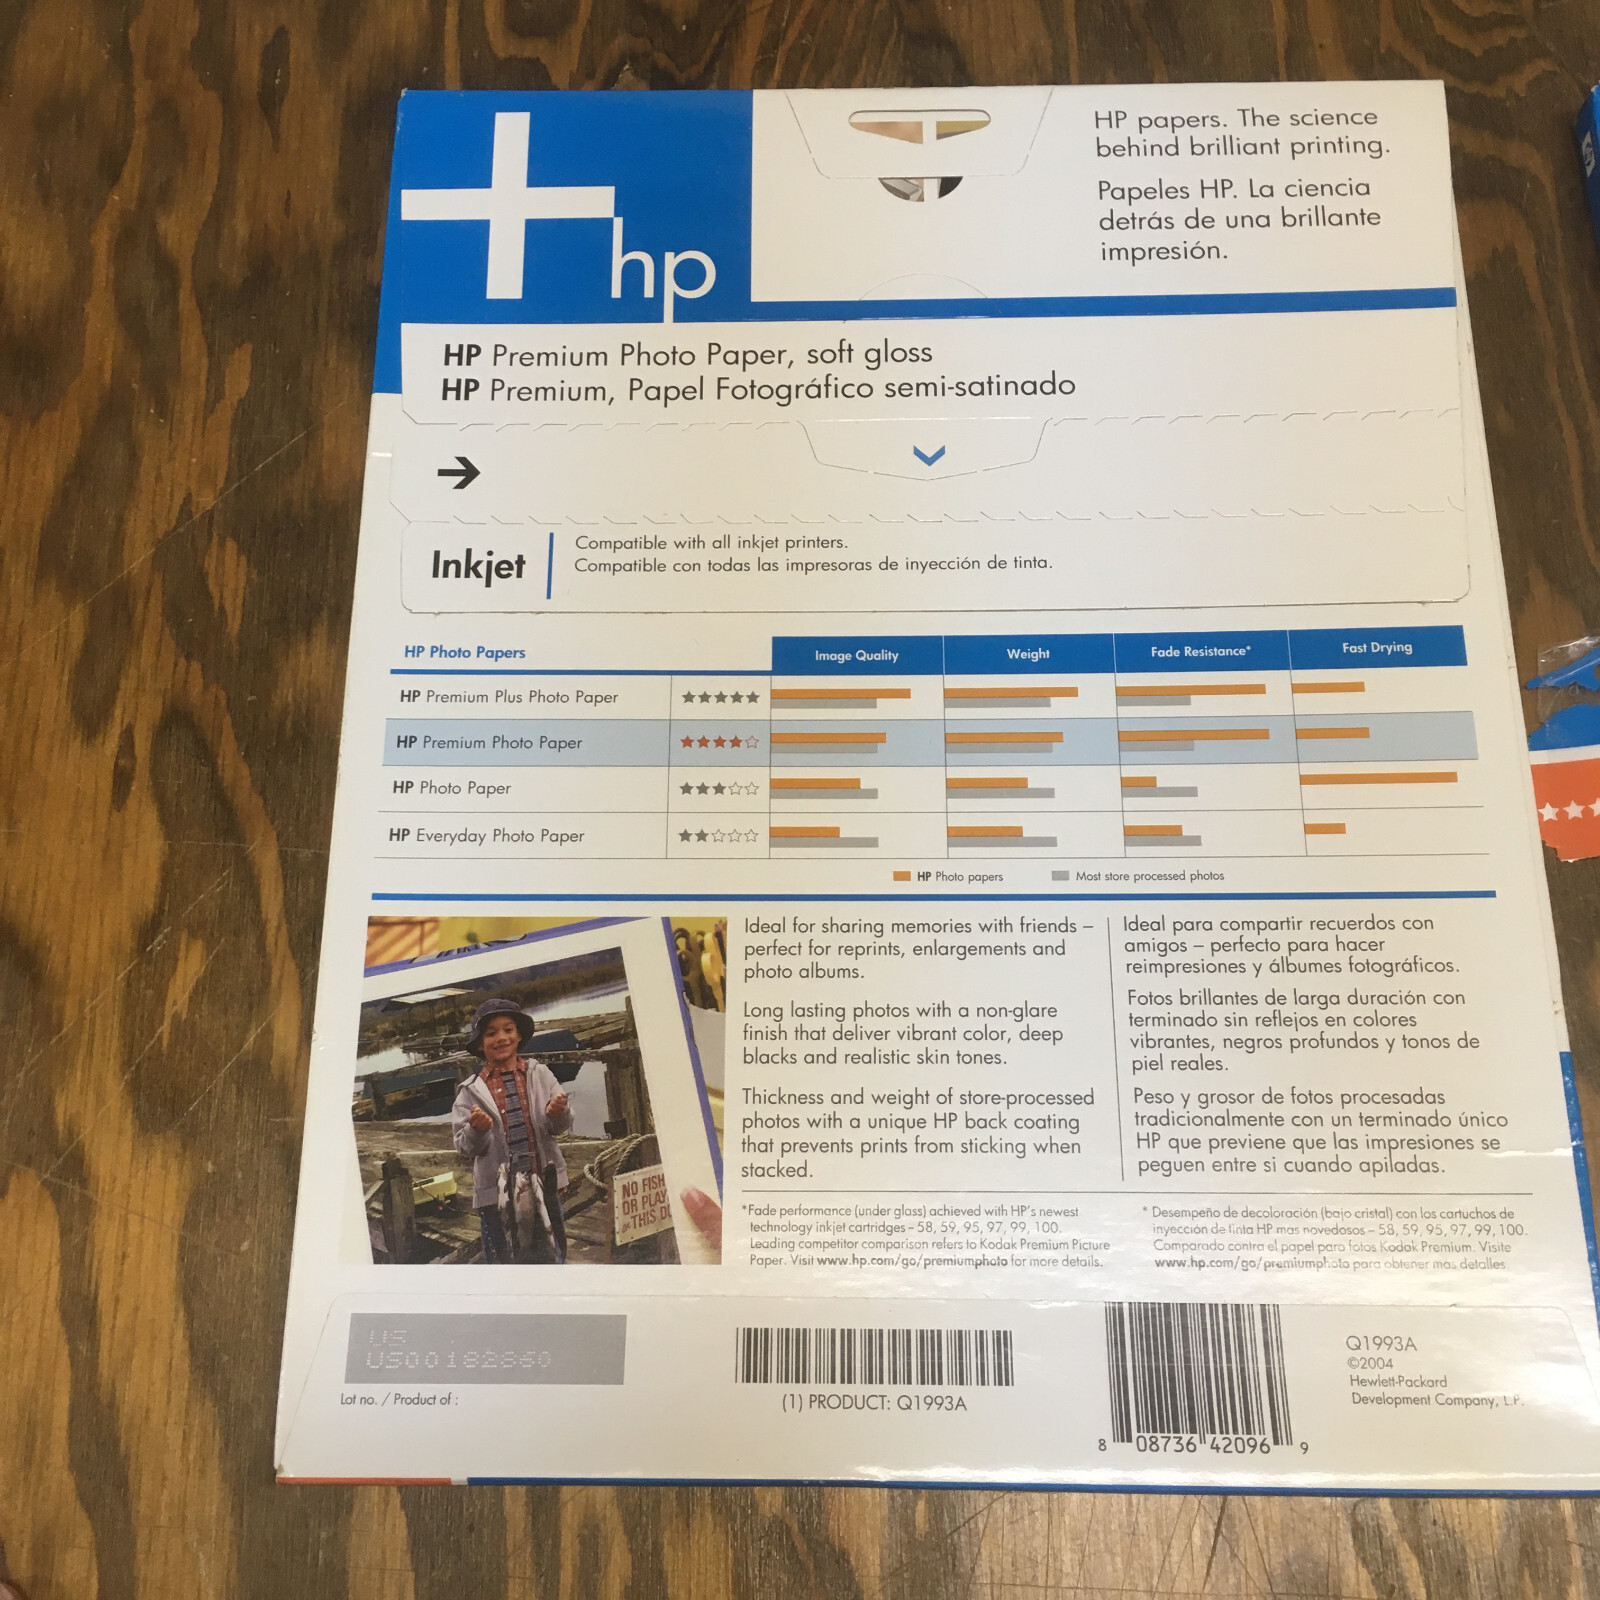 hp
HP papers. The science
behind brilliant printing.
Papeles HP. La ciencia
detrás de una brillante
impresión.
HP Premium Photo Paper, soft gloss
HP Premium, Papel Fotográfico semi-satinado
Inkjet
Compatible with all inkjet printers.
Compatible con todas las impresoras de inyección de tinta.
HP Photo Papers Image Quality Weight Fade Resistance* Fast Drying
HP Premium Plus Photo Paper
HP Premium Photo Paper
HP Photo Paper
HP Everyday Photo Paper
HP Photo papers Most store processed photos
Ideal for sharing memories with friends –
perfect for reprints, enlargements and
photo albums.
Long lasting photos with a non-glare
finish that deliver vibrant color, deep
blacks and realistic skin tones.
Thickness and weight of store-processed
photos with a unique HP back coating
that prevents prints from sticking when
stacked.
*Fade performance (under glass) achieved with HP's newest
technology inkjet cartridges – 58, 59, 95, 97, 99, 100.
Leading competitor comparison refers to Kodak Premium Picture
Paper. Visit www.hp.com/go/premiumphoto for more details.
Ideal para compartir recuerdos con
amigos – perfecto para hacer
reimpresiones y álbumes fotográficos.
Fotos brillantes de larga duración con
terminado sin reflejos en colores
vibrantes, negros profundos y tonos de
piel reales.
Peso y grosor de fotos procesadas
tradicionalmente con un terminado único
HP que previene que las impresiones se
peguen entre si cuando apiladas.
* Desempeño de decoloración (bajo cristal) con los cartuchos de
inyección de tinta HP mas novedosos – 58, 59, 95, 97, 99, 100.
Comparado contra el papel para fotos Kodak Premium. Visite
www.hp.com/go/premiumphoto para obtener mas detalles.
NO FISH
OR PLAY
THIS DO
US
US00182860
Lot no. / Product of :
(1) PRODUCT: Q1993A
8 08736 42096 9
Q1993A
©2004
Hewlett-Packard
Development Company, L.P.